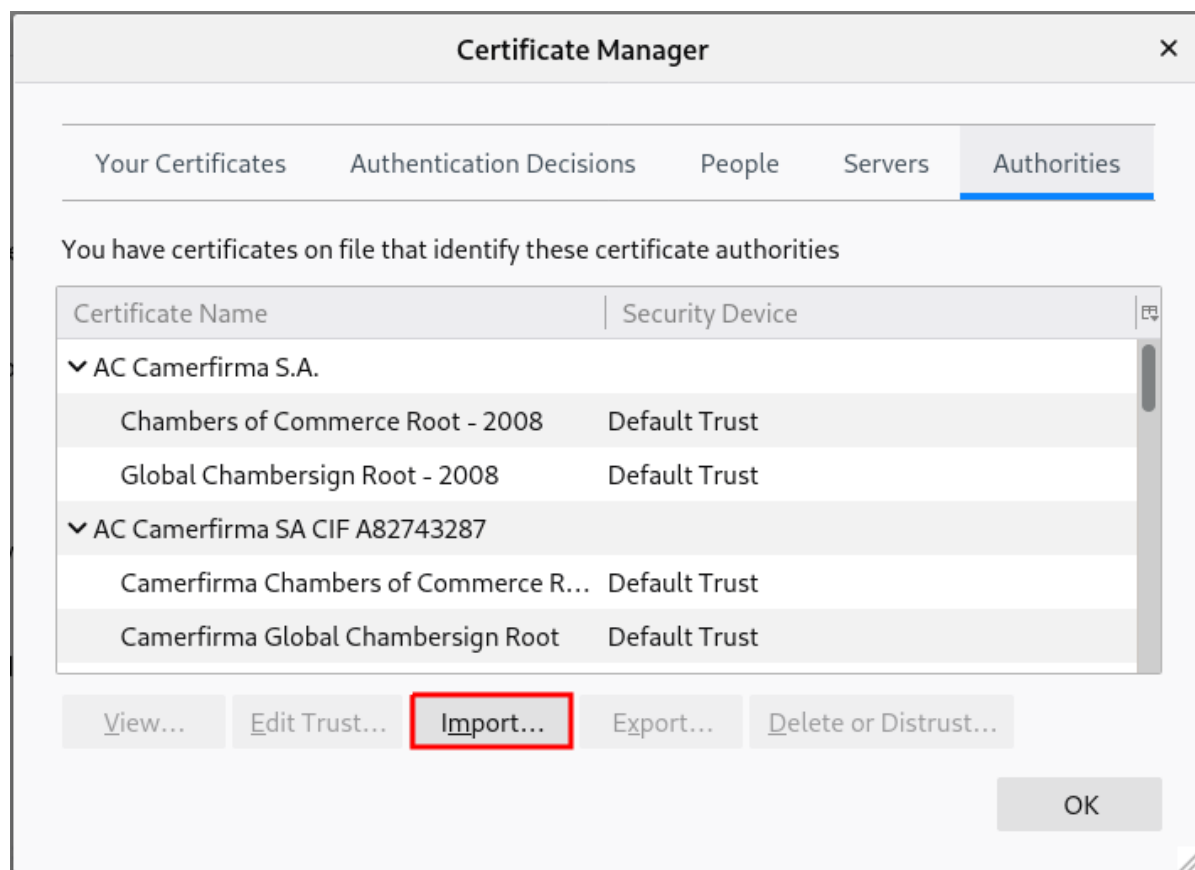 Certificate Manager
Your Certificates Authentication Decisions People Servers Authorities
You have certificates on file that identify these certificate authorities
Certificate Name Security Device
AC Camerfirma S.A.
Chambers of Commerce Root - 2008 Default Trust
Global Chambersign Root - 2008 Default Trust
AC Camerfirma SA CIF A82743287
Camerfirma Chambers of Commerce R... Default Trust
Camerfirma Global Chambersign Root Default Trust
View... Edit Trust... Import... Export... Delete or Distrust...
OK